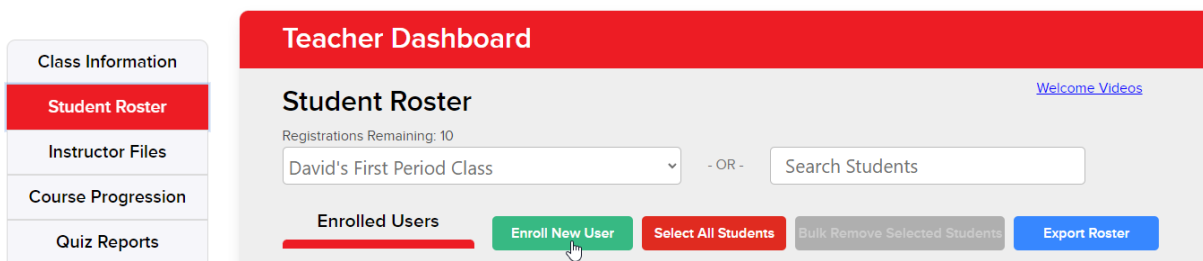 Class Information
Student Roster
Instructor Files
Course Progression
Quiz Reports
Teacher Dashboard
Student Roster
Welcome Videos
Registrations Remaining: 10
David's First Period Class
- OR -
Search Students
Enrolled Users
Enroll New User
Select All Students
Bulk Remove Selected Students
Export Roster